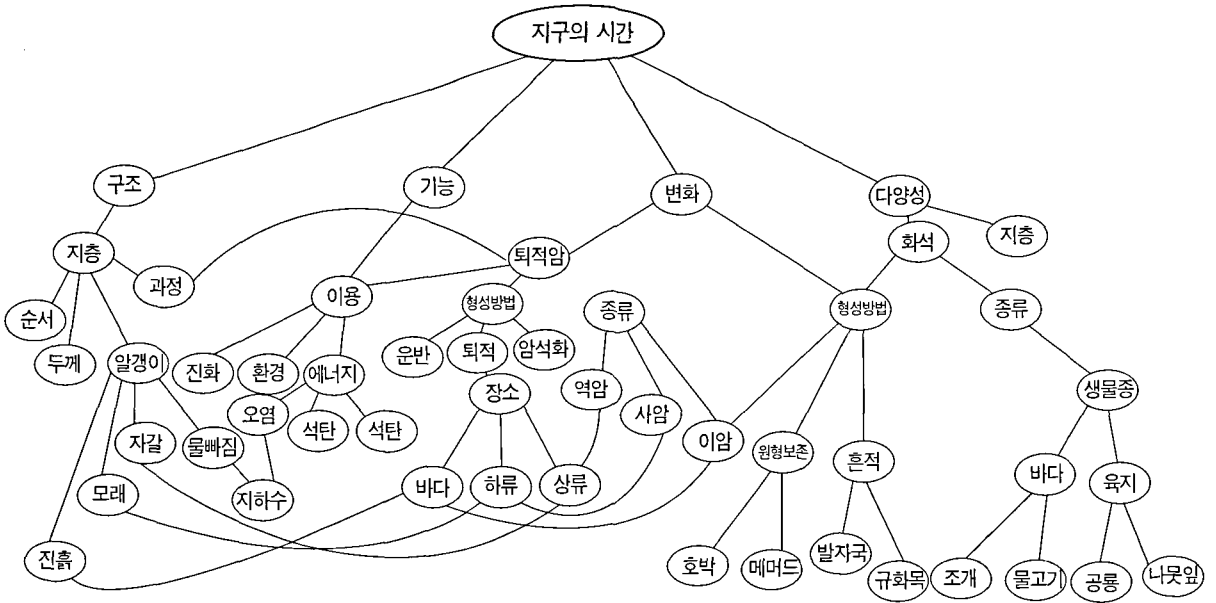 지구의 시간
구조
기능
변화
다양성
지층
과정
퇴적암
화석
지층
순서
두께
알갱이
이용
형성방법
종류
형성방법
종류
진화
환경
에너지
운반
퇴적
암석화
역암
사암
이암
생물종
자갈
물빠짐
오염
석탄
석탄
장소
원형보존
흔적
바다
육지
모래
지하수
바다
하류
상류
진흙
호박
메머드
발자국
규화목
조개
물고기
공룡
나뭇잎